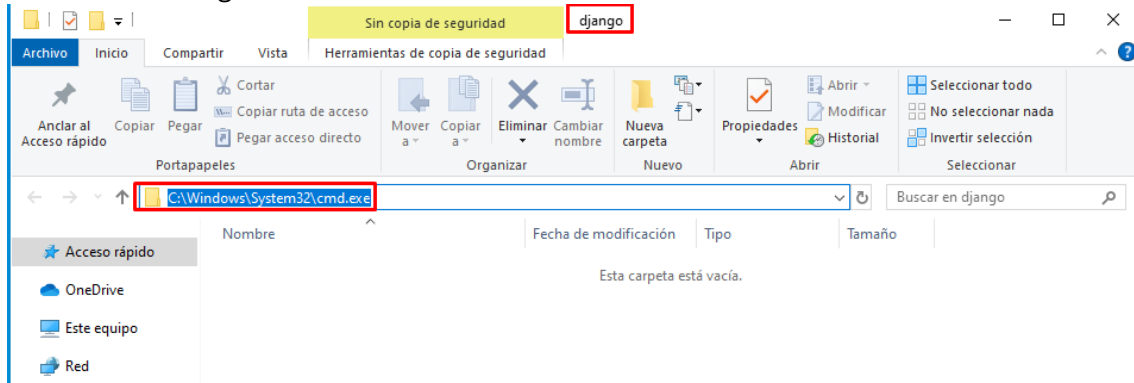 Sin copia de seguridad django
Archivo Inicio Compartir Vista Herramientas de copia de seguridad
Anclar al Acceso rápido
Copiar
Pegar
Cortar
Copiar ruta de acceso
Pegar acceso directo
Portapapeles
Mover a
Copiar a
Eliminar
Cambiar nombre
Organizar
Nueva carpeta
Nuevo
Propiedades
Abrir
Modificar
Historial
Abrir
Seleccionar todo
No seleccionar nada
Invertir selección
Seleccionar
C:\Windows\System32\cmd.exe
Buscar en django
Nombre Fecha de modificación Tipo Tamaño
Esta carpeta está vacía.
Acceso rápido
OneDrive
Este equipo
Red